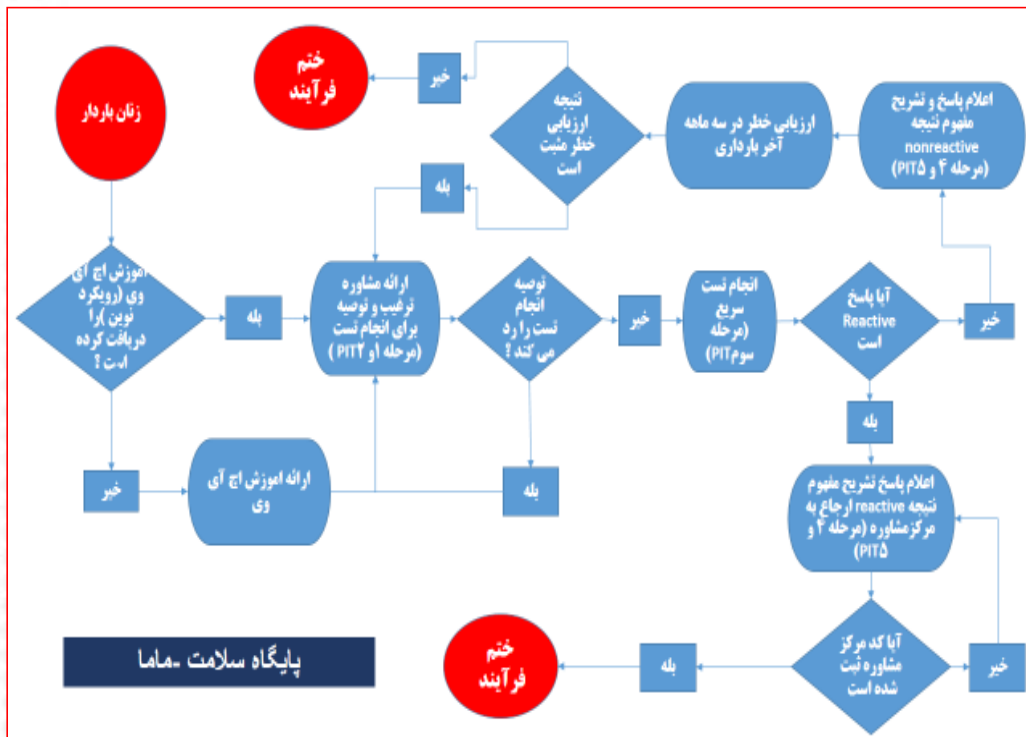 زنان باردار
ختم
فرآیند
خیر
نتیجه
ارزیابی
خطر مثبت
است
ارزیابی خطر در سه ماهه
آخر بارداری
اعلام پاسخ و تشریح
مفهوم نتیجه
nonreactive
(مرحله ۴ و PIT۵)
بله
اموزش اچ آی
وی (رویکرد
نوین )را
دریافت کرده
است ؟
بله
ارائه مشاوره
ترغیب و توصیه
برای انجام تست
(مرحله ۱و PIT۲ )
توصیه
انجام
تست را رد
می کند ؟
خیر
انجام تست
سریع
(مرحله
سومPIT)
آیا پاسخ
Reactive
است
خیر
بله
خیر
ارائه اموزش اچ آی
وی
بله
اعلام پاسخ تشریح مفهوم
نتیجه reactive ارجاع به
مرکز مشاوره (مرحله ۴ و
PIT۵)
آیا کد مرکز
مشاوره ثبت
شده است
خیر
بله
ختم
فرآیند
پایگاه سلامت -ماما